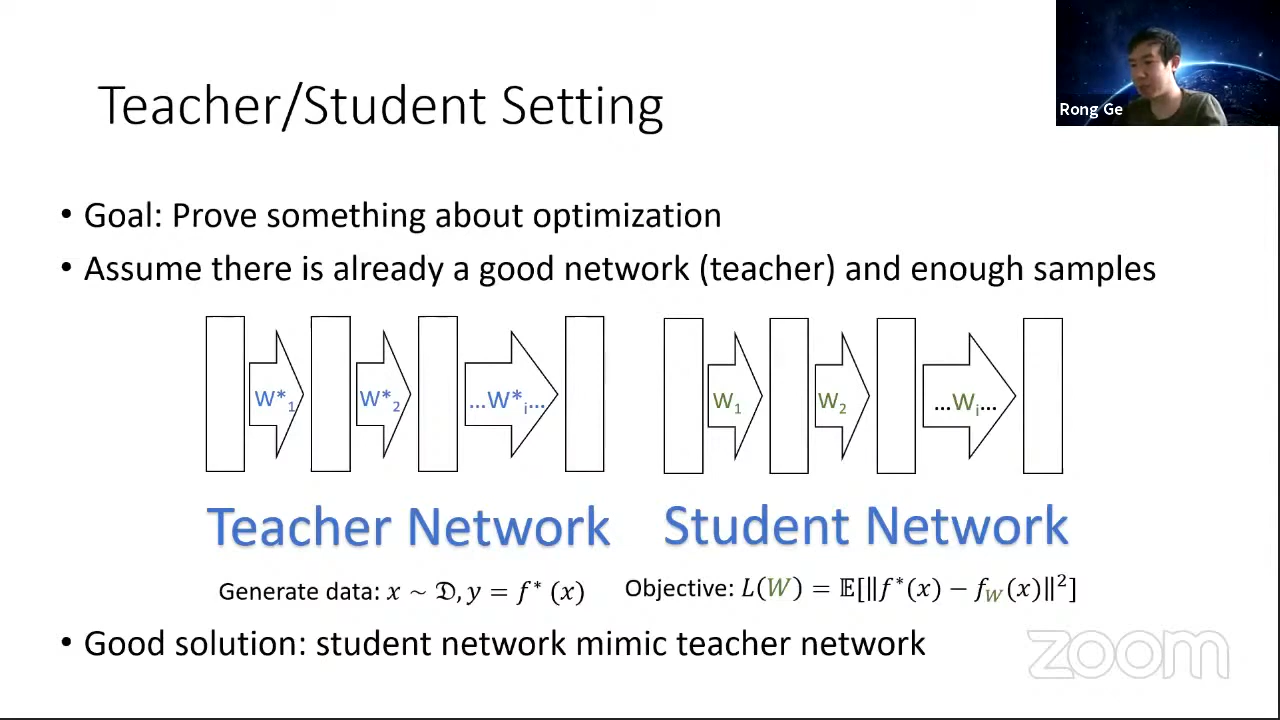 Teacher/Student Setting
Rong Ge
• Goal: Prove something about optimization
• Assume there is already a good network (teacher) and enough samples
W*₁ W*₂ ...W*ᵢ... W₁ W₂ ...Wᵢ...
Teacher Network Student Network
Generate data: x ~ 𝔇, y = f* (x) Objective: L(W) = 𝔼[‖f*(x) − f_W(x)‖²]
• Good solution: student network mimic teacher network
zoom